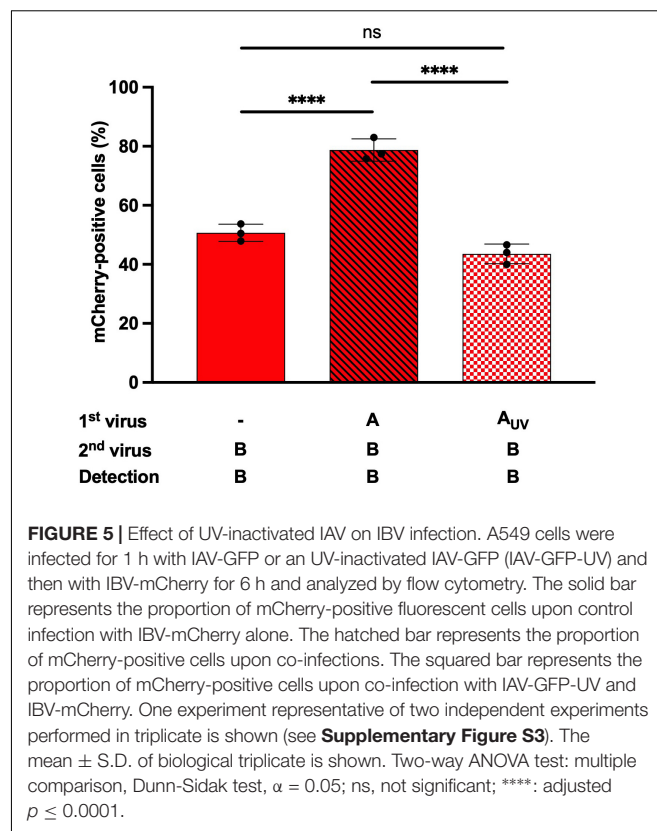 ns
**** ****
100
80
60
40
20
0
mCherry-positive cells (%)
1st virus - A AUV
2nd virus B B B
Detection B B B
FIGURE 5 | Effect of UV-inactivated IAV on IBV infection. A549 cells were
infected for 1 h with IAV-GFP or an UV-inactivated IAV-GFP (IAV-GFP-UV) and
then with IBV-mCherry for 6 h and analyzed by flow cytometry. The solid bar
represents the proportion of mCherry-positive fluorescent cells upon control
infection with IBV-mCherry alone. The hatched bar represents the proportion
of mCherry-positive cells upon co-infections. The squared bar represents the
proportion of mCherry-positive cells upon co-infection with IAV-GFP-UV and
IBV-mCherry. One experiment representative of two independent experiments
performed in triplicate is shown (see Supplementary Figure S3). The
mean ± S.D. of biological triplicate is shown. Two-way ANOVA test: multiple
comparison, Dunn-Sidak test, α = 0.05; ns, not significant; ****: adjusted
p ≤ 0.0001.